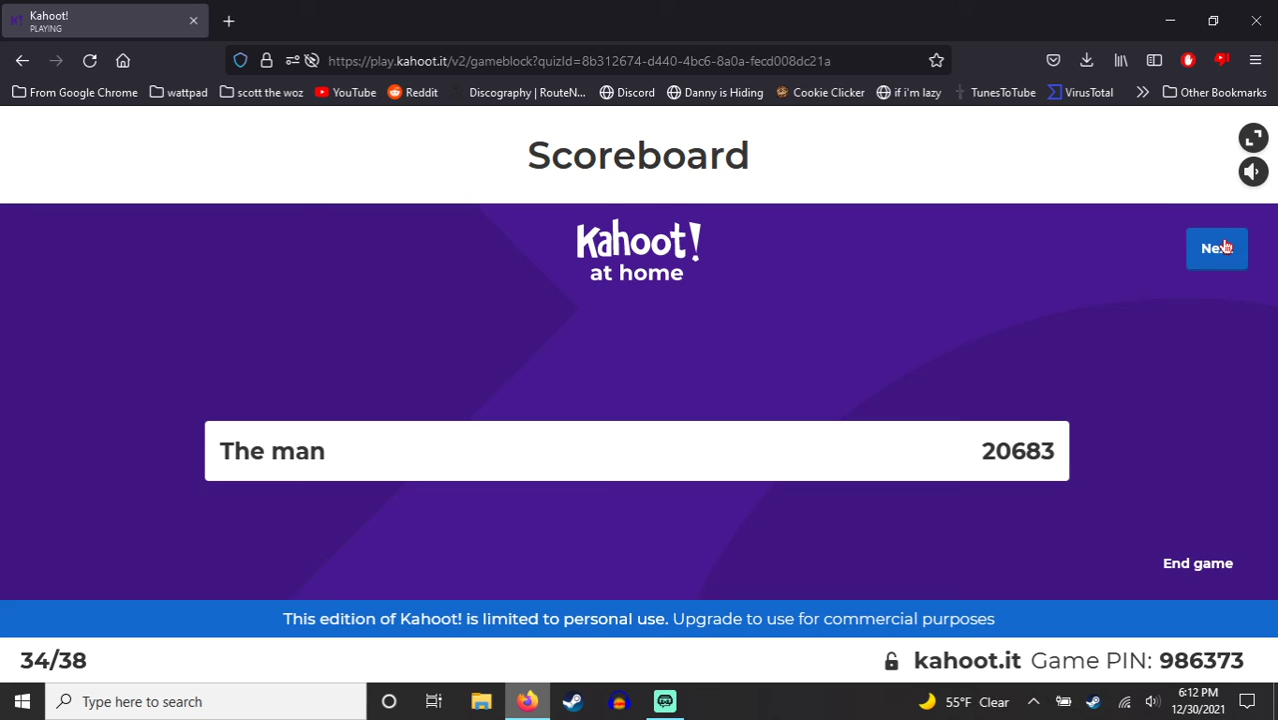 Kahoot!
PLAYING
https://play.kahoot.it/v2/gameblock?quizId=8b312674-d440-4bc6-8a0a-fecd008dc21a
From Google Chrome
wattpad
scott the woz
YouTube
Reddit
Discography | RouteN...
Discord
Danny is Hiding
Cookie Clicker
if i'm lazy
TunesToTube
VirusTotal
Other Bookmarks
Scoreboard
Kahoot!
at home
Next
The man 20683
End game
This edition of Kahoot! is limited to personal use. Upgrade to use for commercial purposes
34/38
kahoot.it Game PIN: 986373
Type here to search
55°F Clear
6:12 PM
12/30/2021